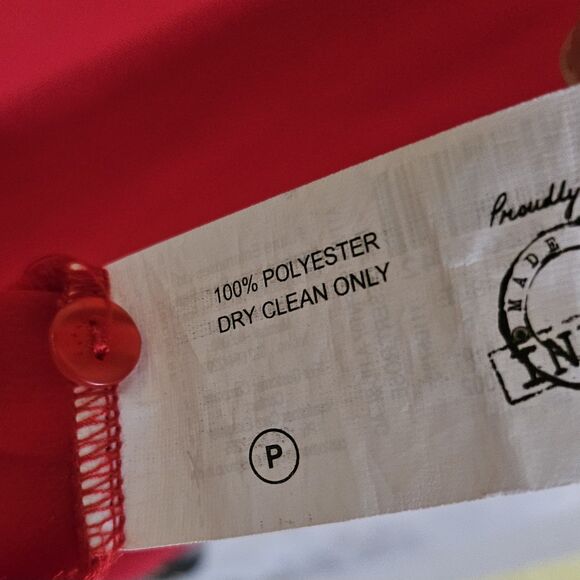 100% POLYESTER
DRY CLEAN ONLY
P
Proudly
MADE
IN